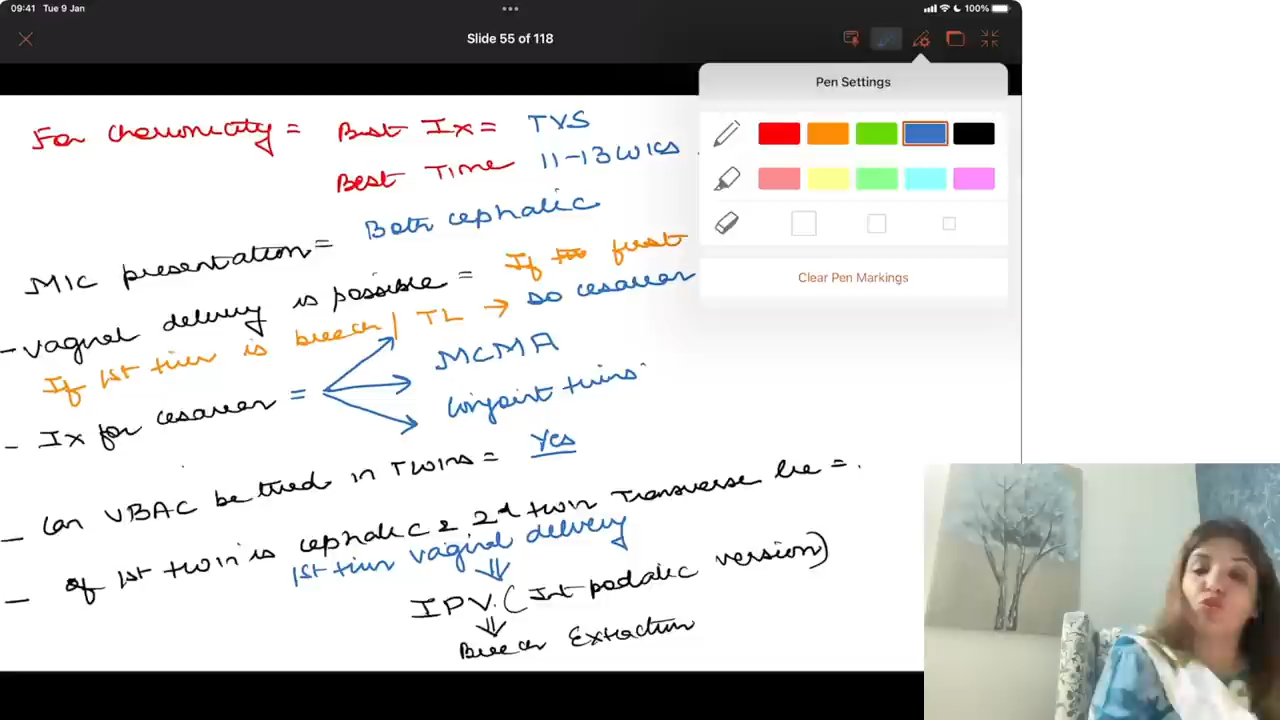 09:41 Tue 9 Jan
100%
Slide 55 of 118
Pen Settings
Clear Pen Markings
For Chorionicity = Best Ix = TVS
Best Time 11-13 wks
M/C presentation = Both cephalic
- Vaginal delivery is possible = If first
If 1st twin is breech / TL → so cesarean
MCMA
- Ix for cesarean =
Conjoint twins
- Can VBAC be tried in Twins = Yes
- If 1st twin is cephalic & 2nd twin Transverse lie =
1st twin vaginal delivery
IPV (Int podalic version)
Breech Extraction